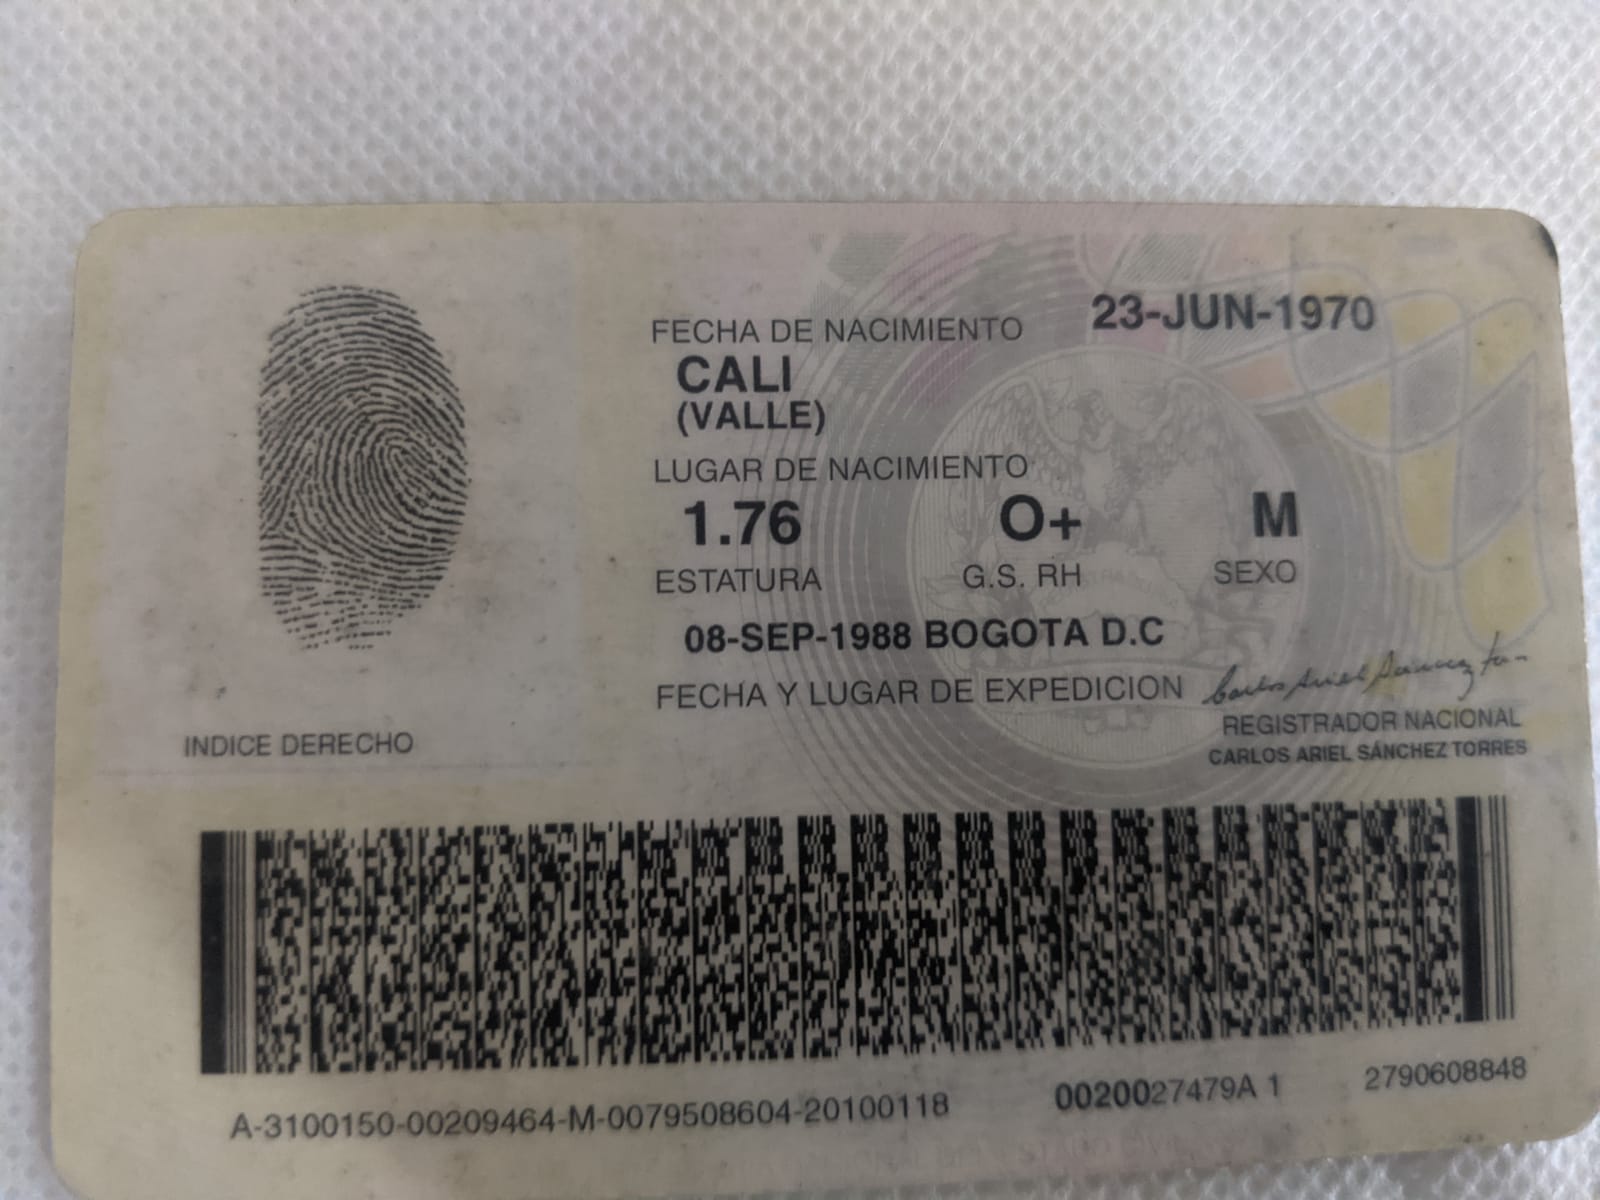 FECHA DE NACIMIENTO 23-JUN-1970
CALI
(VALLE)
LUGAR DE NACIMIENTO
1.76 O+ M
ESTATURA G.S. RH SEXO
08-SEP-1988 BOGOTA D.C
FECHA Y LUGAR DE EXPEDICION
REGISTRADOR NACIONAL
CARLOS ARIEL SÁNCHEZ TORRES
INDICE DERECHO
A-3100150-00209464-M-0079508604-20100118 0020027479A 1 2790608848